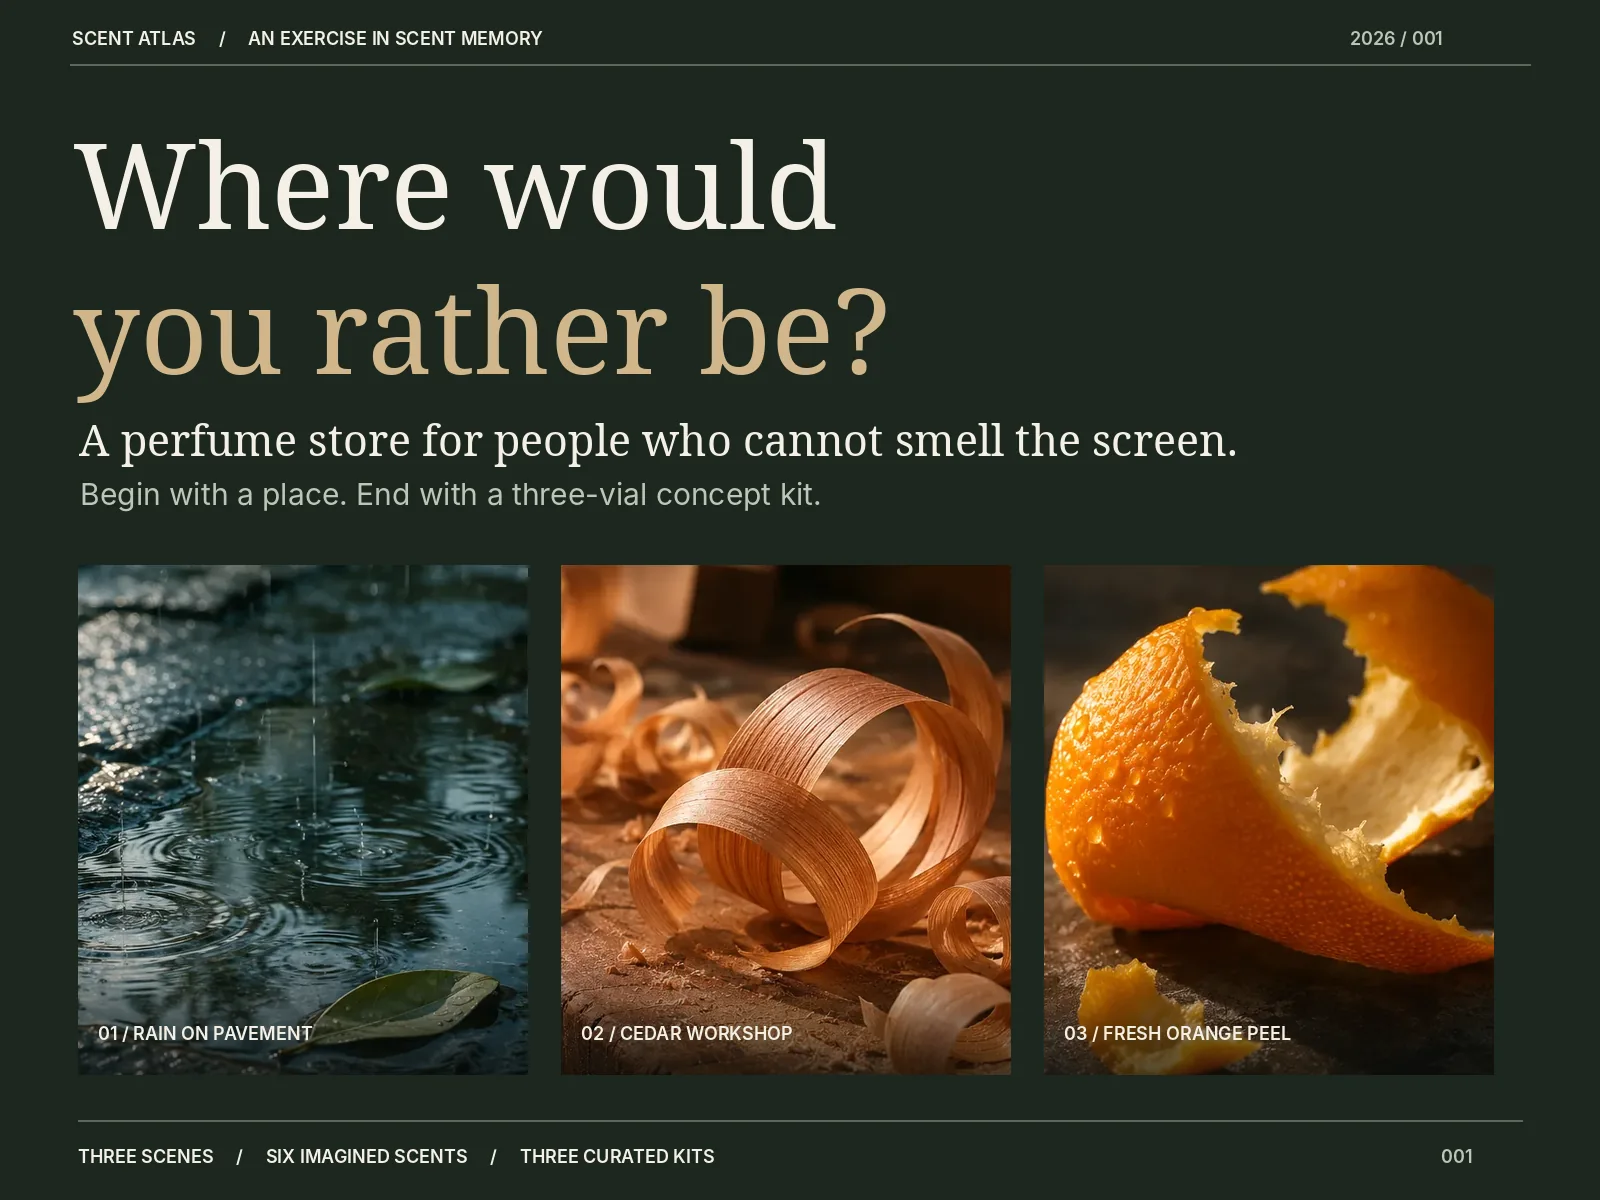 SCENT ATLAS / AN EXERCISE IN SCENT MEMORY 2026 / 001
Where would
you rather be?
A perfume store for people who cannot smell the screen.
Begin with a place. End with a three-vial concept kit.
01 / RAIN ON PAVEMENT
02 / CEDAR WORKSHOP
03 / FRESH ORANGE PEEL
THREE SCENES / SIX IMAGINED SCENTS / THREE CURATED KITS 001